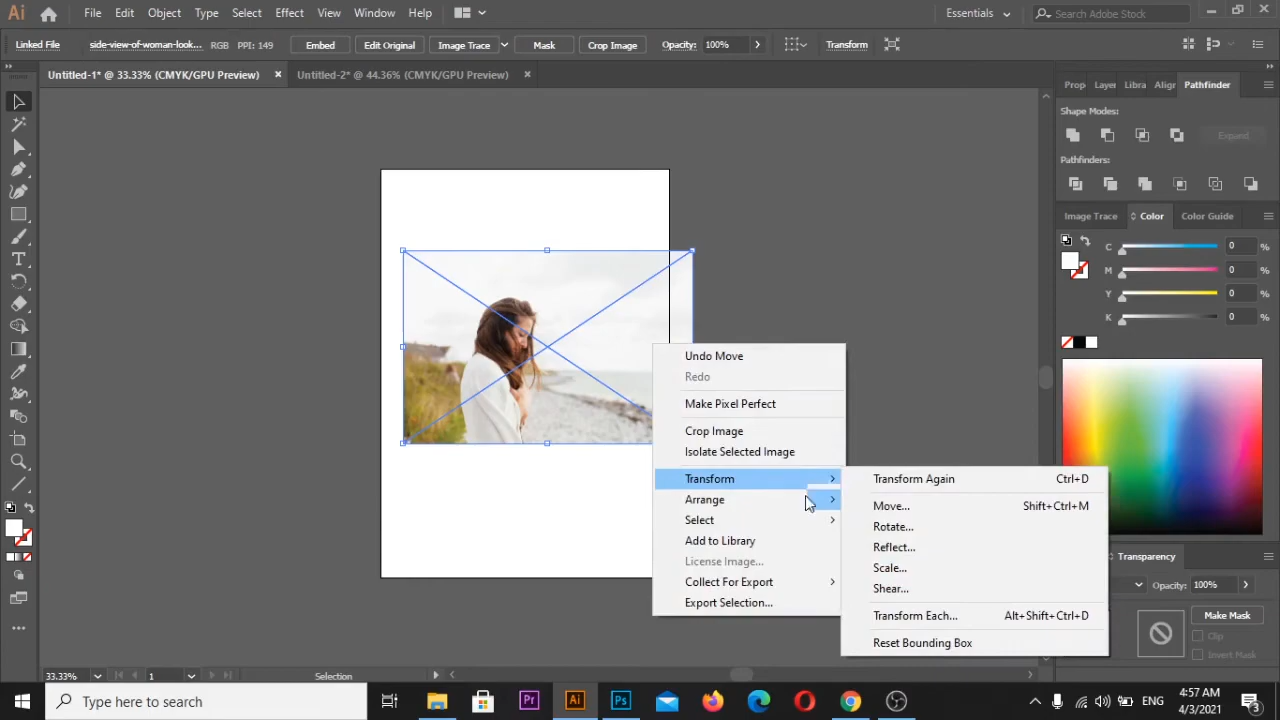 Ai File Edit Object Type Select Effect View Window Help Essentials Search Adobe Stock
Linked File side-view-of-woman-look... RGB PPI: 149 Embed Edit Original Image Trace Mask Crop Image Opacity: 100% Transform
Untitled-1* @ 33.33% (CMYK/GPU Preview) × Untitled-2* @ 44.36% (CMYK/GPU Preview) ×
Prop Layer Libra Align Pathfinder
Shape Modes:
Expand
Pathfinders:
Image Trace Color Color Guide
C 0 %
M 0 %
Y 0 %
K 0 %
Undo Move
Redo
Make Pixel Perfect
Crop Image
Isolate Selected Image
Transform
Arrange
Select
Add to Library
License Image...
Collect For Export
Export Selection...
Transform Again Ctrl+D
Move... Shift+Ctrl+M
Rotate...
Reflect...
Scale...
Shear...
Transform Each... Alt+Shift+Ctrl+D
Reset Bounding Box
Transparency
Opacity: 100%
Make Mask
Clip
Invert Mask
33.33% 1 Selection
Type here to search
Pr Ai Ps
ENG
4:57 AM
4/3/2021
3